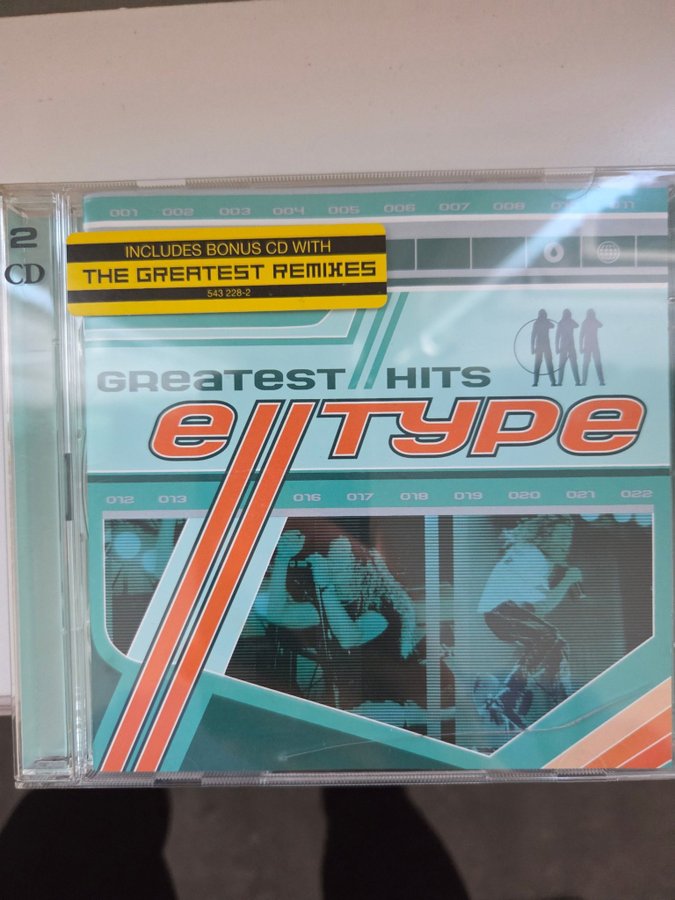 001 002 003 004 005 006 007 008 011
2
CD
INCLUDES BONUS CD WITH
THE GREATEST REMIXES
543 228-2
GREATEST//HITS
e//TYPE
012 013 016 017 018 019 020 021 022